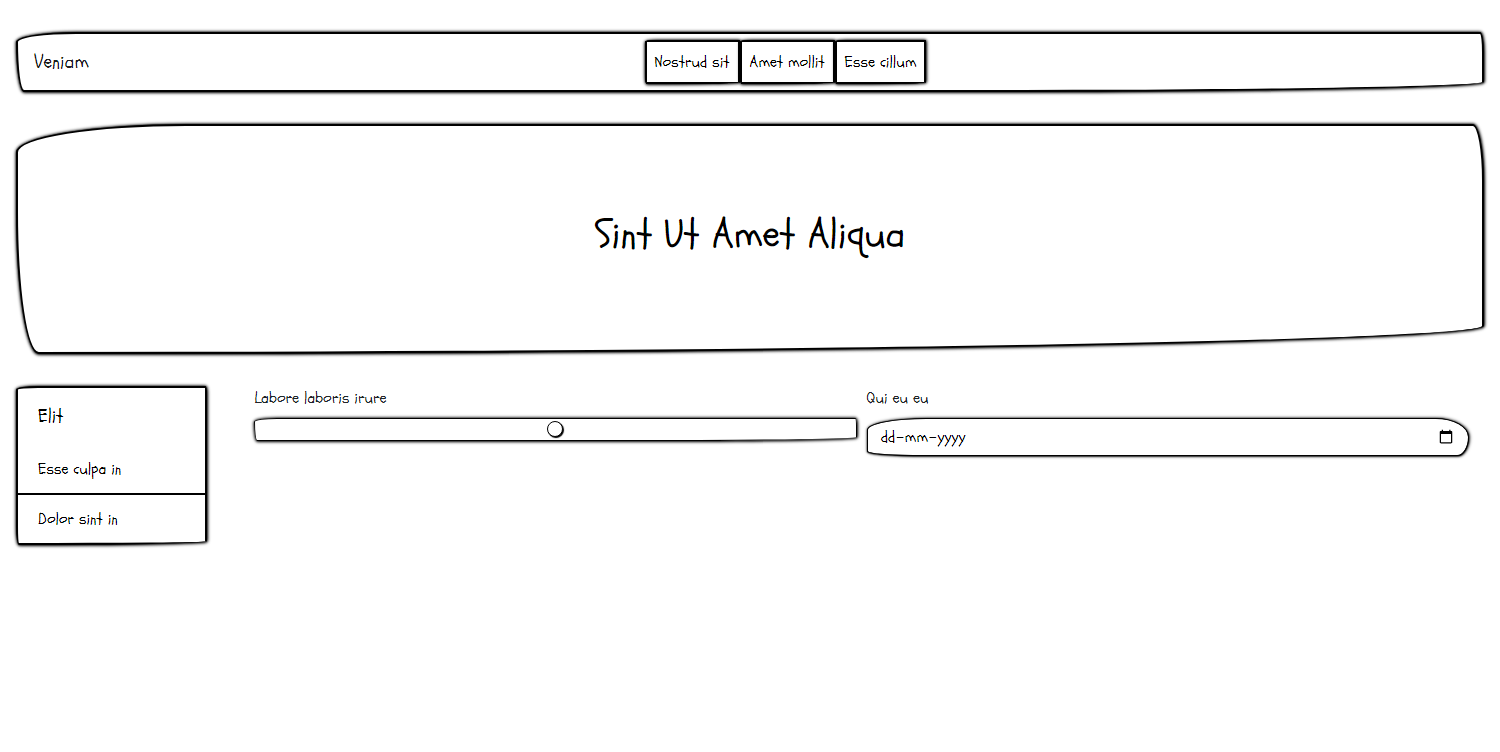 Veniam
Nostrud sit
Amet mollit
Esse cillum
Sint Ut Amet Aliqua
Elit
Esse culpa in
Dolor sint in
Labore laboris irure
Qui eu eu
dd-mm-yyyy